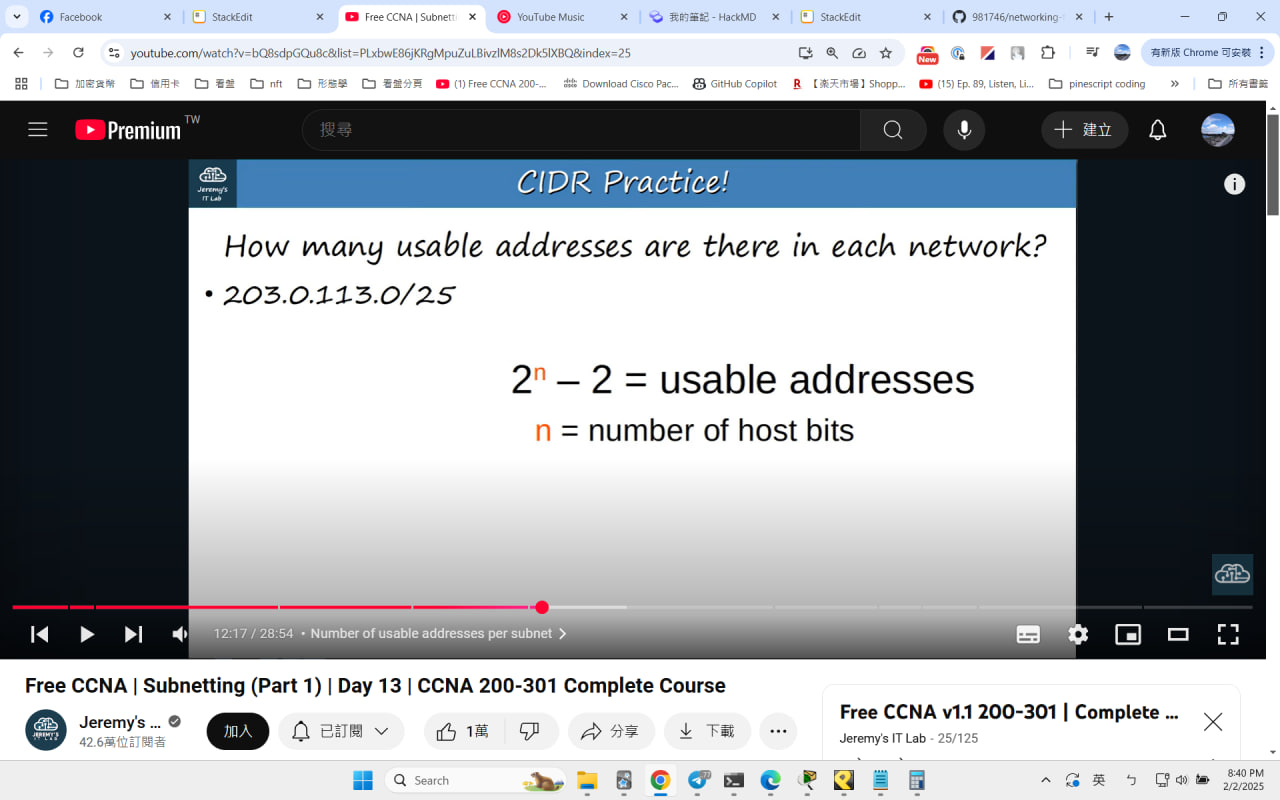 Facebook
StackEdit
Free CCNA | Subnetti
YouTube Music
我的筆記 - HackMD
StackEdit
981746/networking-
youtube.com/watch?v=bQ8sdpGQu8c&list=PLxbwE86jKRgMpuZuLBivzlM8s2Dk5lXBQ&index=25
New
有新版 Chrome 可安裝
加密貨幣
信用卡
看盤
nft
形態學
看盤分頁
(1) Free CCNA 200-...
Download Cisco Pac...
GitHub Copilot
【楽天市場】Shopp...
(15) Ep. 89, Listen, Li...
pinescript coding
»
所有書籤
Premium TW
搜尋
建立
Jeremy's
IT Lab
CIDR Practice!
How many usable addresses are there in each network?
• 203.0.113.0/25
2ⁿ – 2 = usable addresses
n = number of host bits
12:17 / 28:54 • Number of usable addresses per subnet
Free CCNA | Subnetting (Part 1) | Day 13 | CCNA 200-301 Complete Course
JEREMY'S
IT LAB
Jeremy's ...
42.6萬位訂閱者
加入
已訂閱
1萬
分享
下載
Free CCNA v1.1 200-301 | Complete ...
Jeremy's IT Lab - 25/125
Search
77
英
ㄅ
8:40 PM
2/2/2025